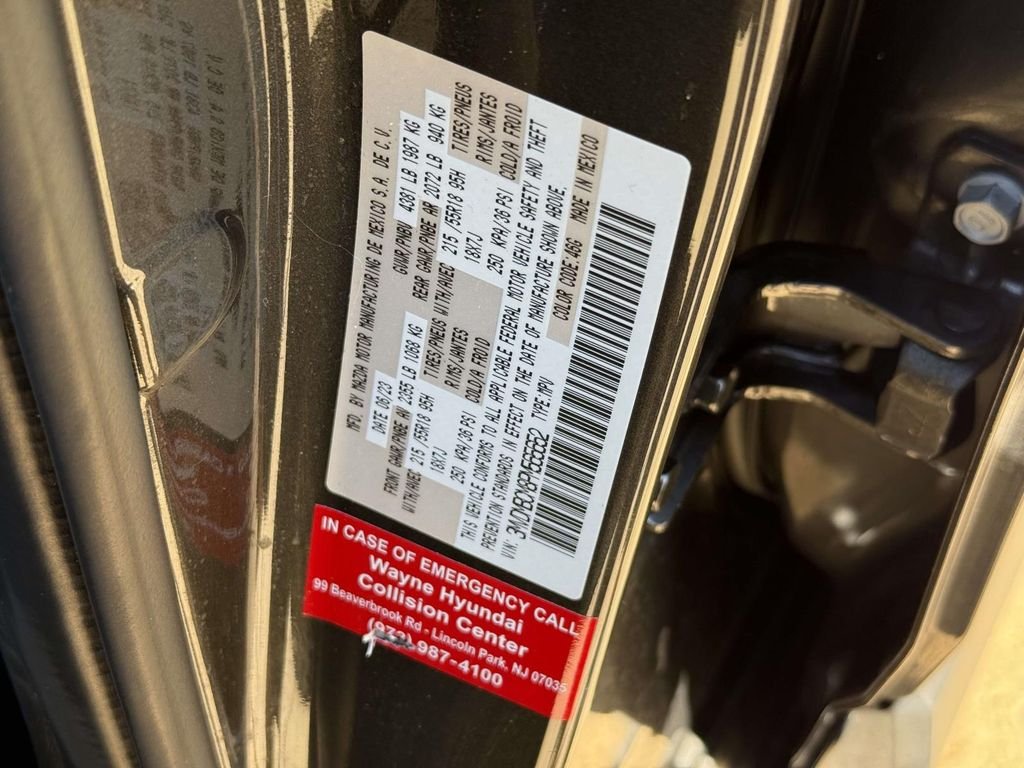 MFD. BY MAZDA MOTOR MANUFACTURING DE MEXICO S.A. DE C.V.
DATE 06/23 GVWR/PNBV 4381 LB 1987 KG
FRONT GAWR/PNBE AV 2355 LB 1068 KG REAR GAWR/PNBE AR 2072 LB 940 KG
WITH/AVEC 215 /55R18 95H TIRES/PNEUS WITH/AVEC 215 /55R18 95H TIRES/PNEUS
18X7J RIMS/JANTES 18X7J RIMS/JANTES
250 KPA/36 PSI COLD/A FROID 250 KPA/36 PSI COLD/A FROID
THIS VEHICLE CONFORMS TO ALL APPLICABLE FEDERAL MOTOR VEHICLE SAFETY AND THEFT
PREVENTION STANDARDS IN EFFECT ON THE DATE OF MANUFACTURE SHOWN ABOVE.
VIN: TYPE:MPV COLOR CODE:46G MADE IN MEXICO
IN CASE OF EMERGENCY CALL
Wayne Hyundai
Collision Center
99 Beaverbrook Rd - Lincoln Park, NJ 07035
(973)-987-4100